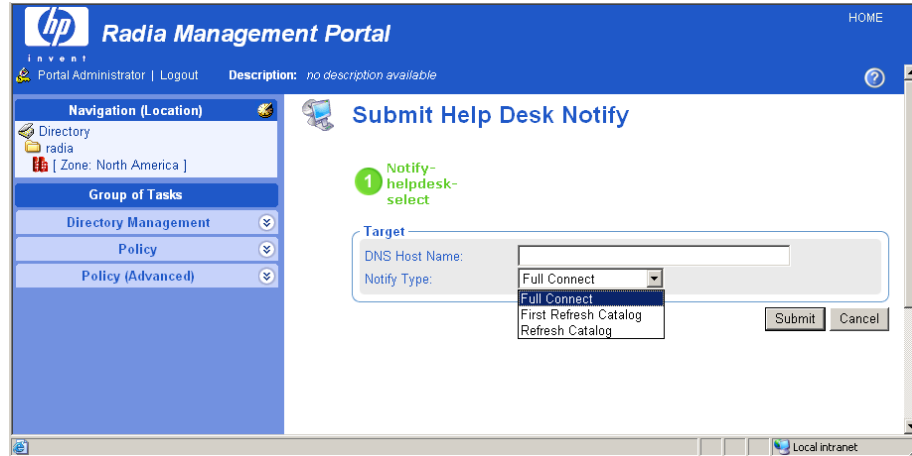 HOME
hp
invent
Radia Management Portal
Portal Administrator | Logout
Description: no description available
?
Navigation (Location)
Directory
radia
[ Zone: North America ]
Group of Tasks
Directory Management
Policy
Policy (Advanced)
Submit Help Desk Notify
1
Notify-
helpdesk-
select
Target
DNS Host Name:
Notify Type:
Full Connect
Full Connect
First Refresh Catalog
Refresh Catalog
Submit
Cancel
Local intranet